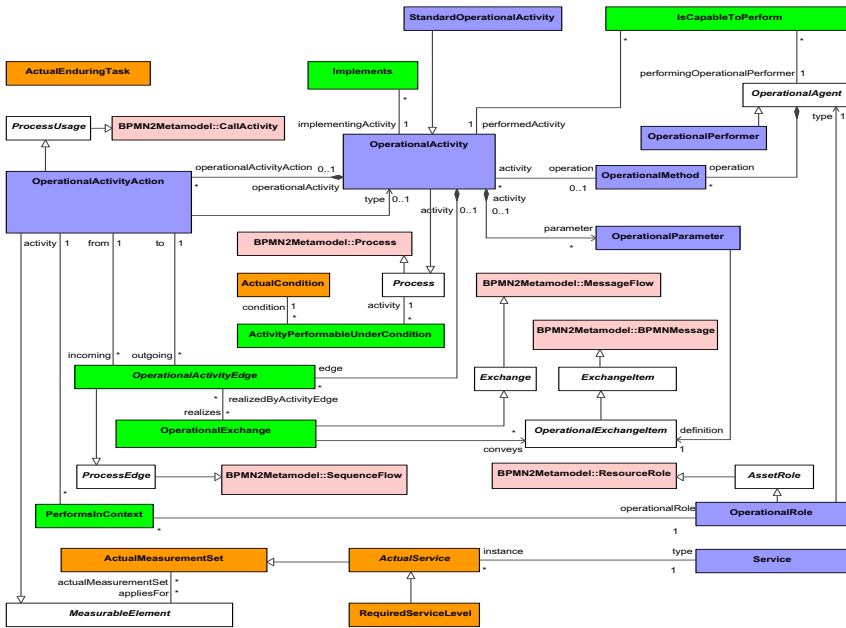 StandardOperationalActivity
IsCapableToPerform
*
*
ActualEnduringTask
Implements
*
performingOperationalPerformer
1
OperationalAgent
type
1
ProcessUsage
BPMN2Metamodel::CallActivity
implementingActivity
1
1
performedActivity
OperationalPerformer
OperationalActivity
operationalActivityAction
0..1
*
operationalActivity
activity
*
operation
0..1
OperationalMethod
operation
*
OperationalActivityAction
type
0..1
activity
0..1
activity
0..1
parameter
*
OperationalParameter
activity
1
from
1
to
1
BPMN2Metamodel::Process
ActualCondition
Process
BPMN2Metamodel::MessageFlow
condition
1
*
activity
1
*
ActivityPerformableUnderCondition
BPMN2Metamodel::BPMNMessage
incoming
*
outgoing
*
OperationalActivityEdge
edge
*
Exchange
ExchangeItem
*
realizedByActivityEdge
realizes
*
OperationalExchange
*
conveys
OperationalExchangeItem
definition
1
ProcessEdge
BPMN2Metamodel::SequenceFlow
BPMN2Metamodel::ResourceRole
AssetRole
*
PerformsInContext
*
operationalRole
1
OperationalRole
ActualMeasurementSet
ActualService
instance
*
type
1
Service
actualMeasurementSet
*
appliesFor
*
MeasurableElement
RequiredServiceLevel